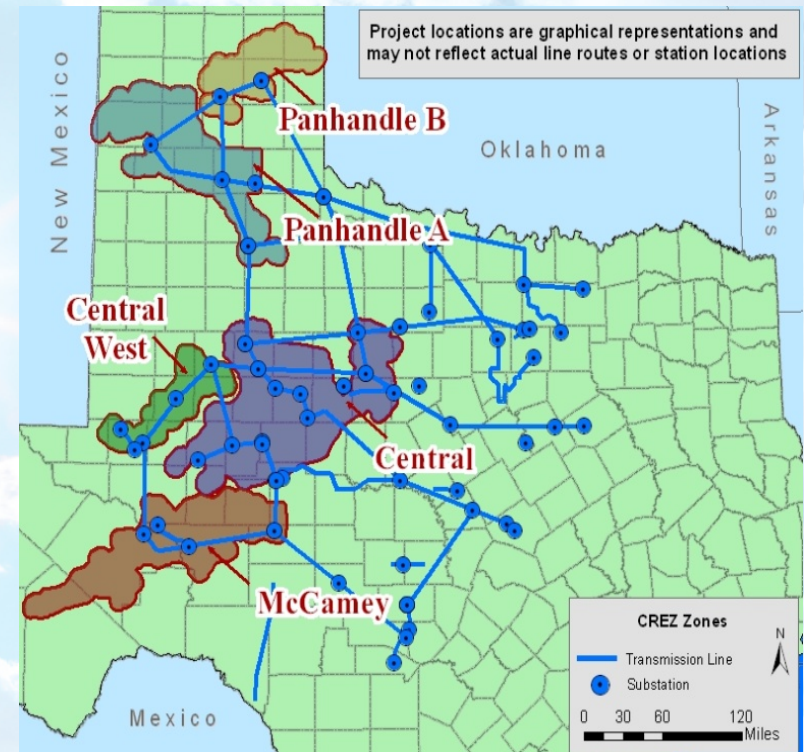 Project locations are graphical representations and
may not reflect actual line routes or station locations
New Mexico
Panhandle B
Oklahoma
Arkansas
Panhandle A
Central
West
Central
McCamey
Mexico
CREZ Zones
Transmission Line
Substation
N
0 30 60 120
Miles